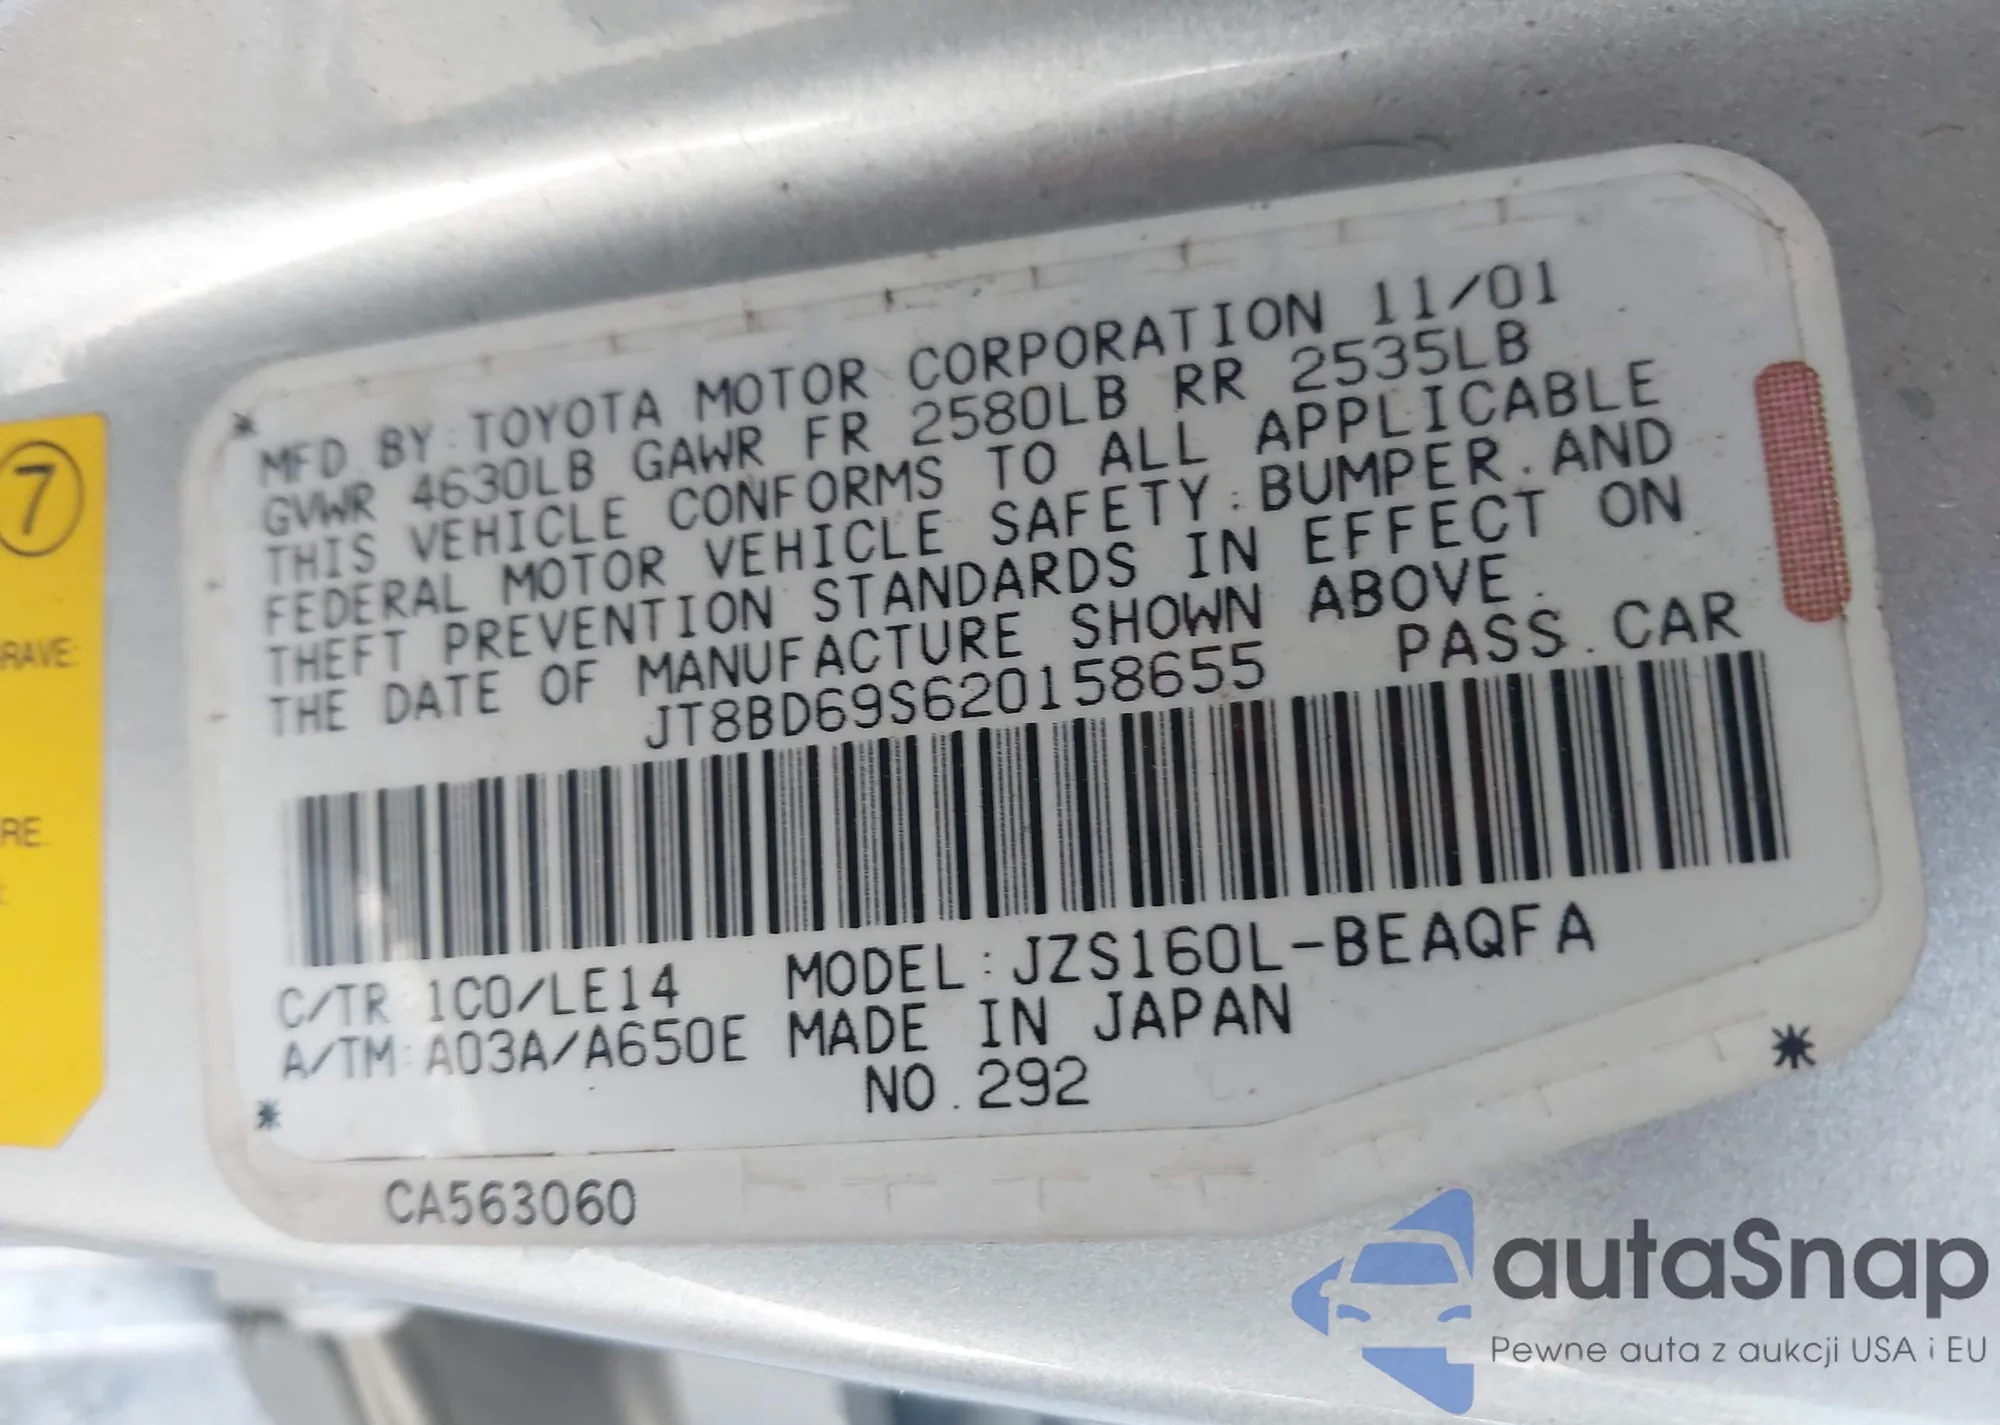 MFD BY:TOYOTA MOTOR CORPORATION 11/01
GVWR 4630LB GAWR FR 2580LB RR 2535LB
THIS VEHICLE CONFORMS TO ALL APPLICABLE
FEDERAL MOTOR VEHICLE SAFETY.BUMPER.AND
THEFT PREVENTION STANDARDS IN EFFECT ON
THE DATE OF MANUFACTURE SHOWN ABOVE.
JT8BD69S620158655 PASS.CAR
C/TR 1C0/LE14 MODEL:JZS160L-BEAQFA
A/TM:A03A/A650E MADE IN JAPAN
NO.292
CA563060
7
RAVE:
RE
autaSnap
Pewne auta z aukcji USA i EU